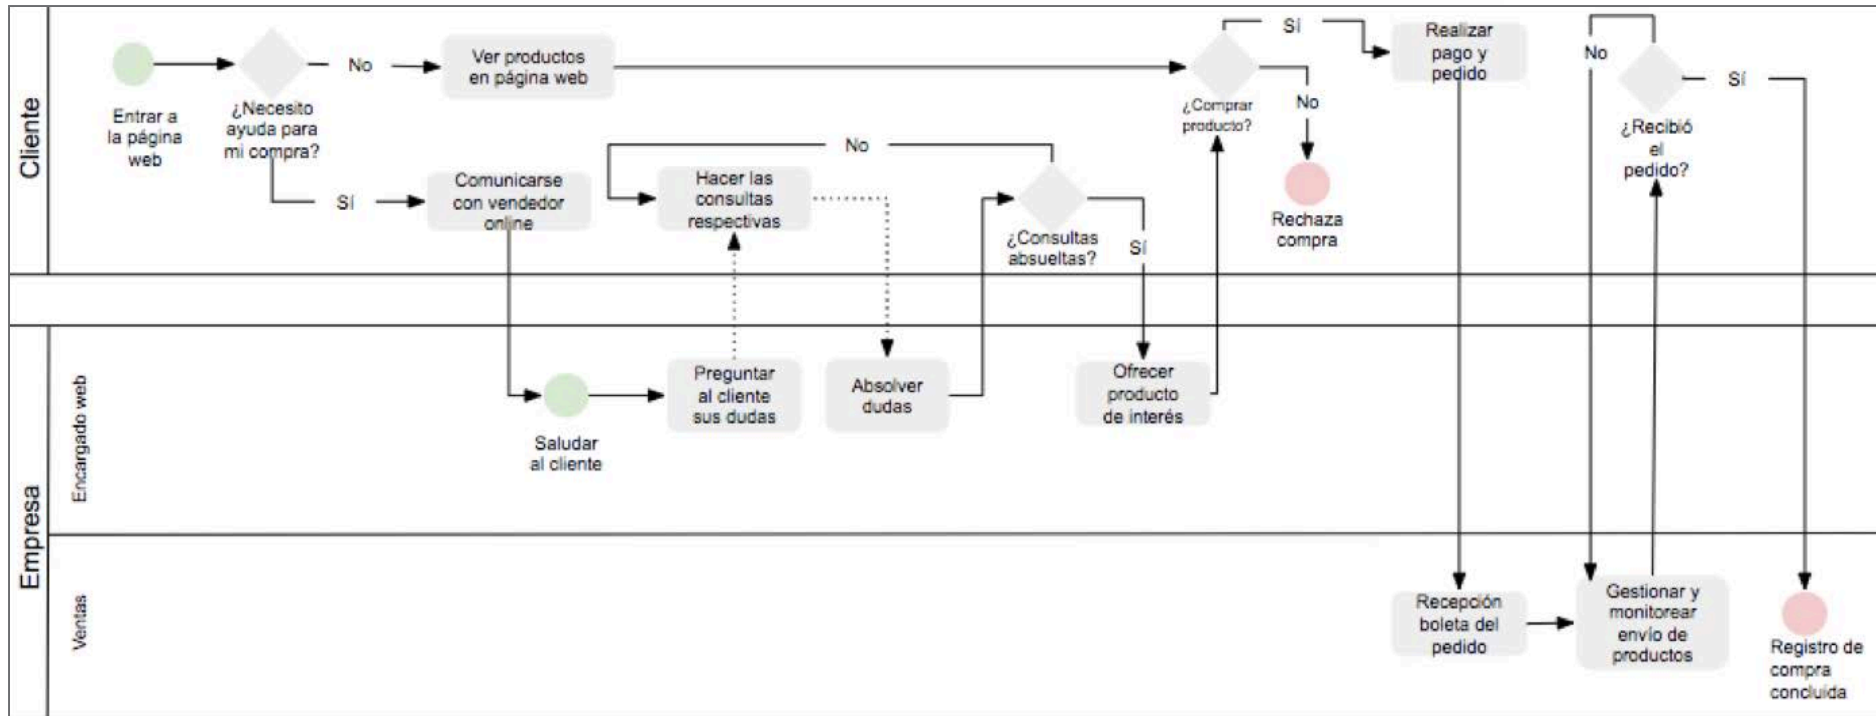 Cliente
Entrar a
la página
web
¿Necesito
ayuda para
mi compra?
No
Ver productos
en página web
Sí
Comunicarse
con vendedor
online
No
Hacer las
consultas
respectivas
¿Consultas
absueltas?
Sí
¿Comprar
producto?
Sí
No
Rechaza
compra
Realizar
pago y
pedido
No
¿Recibió
el
pedido?
Sí
Empresa
Encargado web
Saludar
al cliente
Preguntar
al cliente
sus dudas
Absolver
dudas
Ofrecer
producto
de interés
Ventas
Recepción
boleta del
pedido
Gestionar y
monitorear
envío de
productos
Registro de
compra
concluida